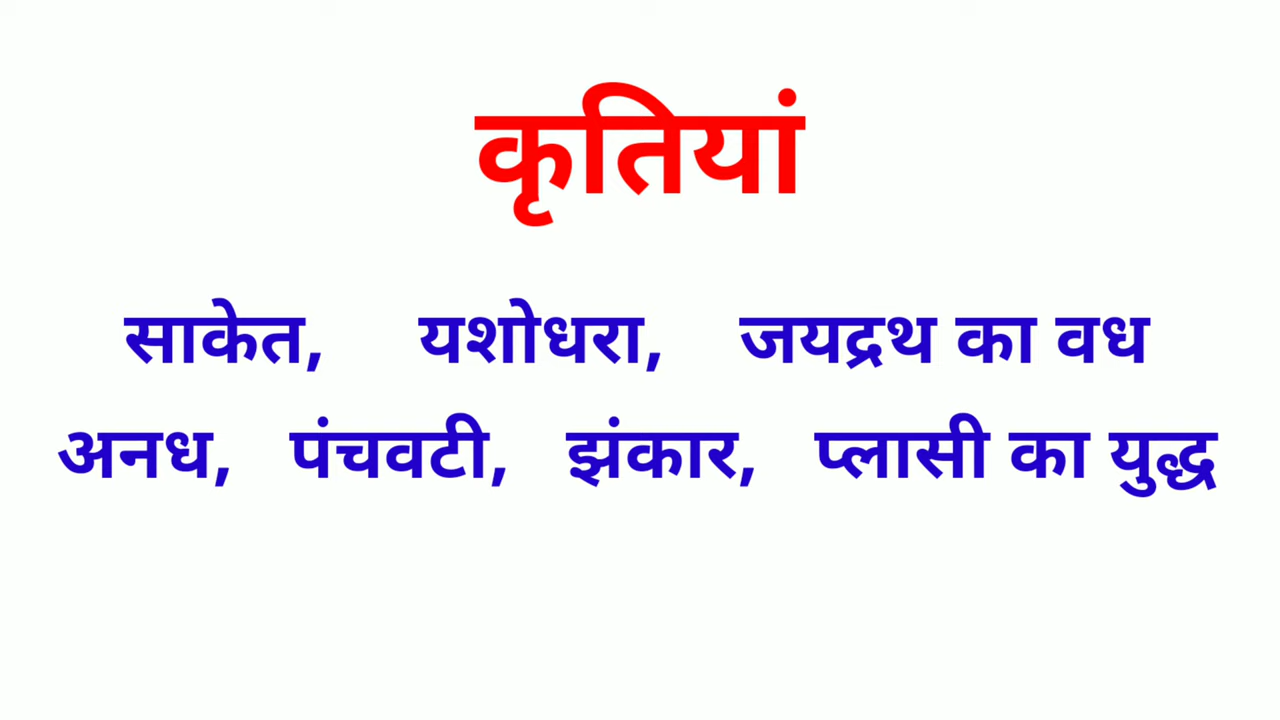 कृतियां
साकेत, यशोधरा, जयद्रथ का वध
अनध, पंचवटी, झंकार, प्लासी का युद्ध